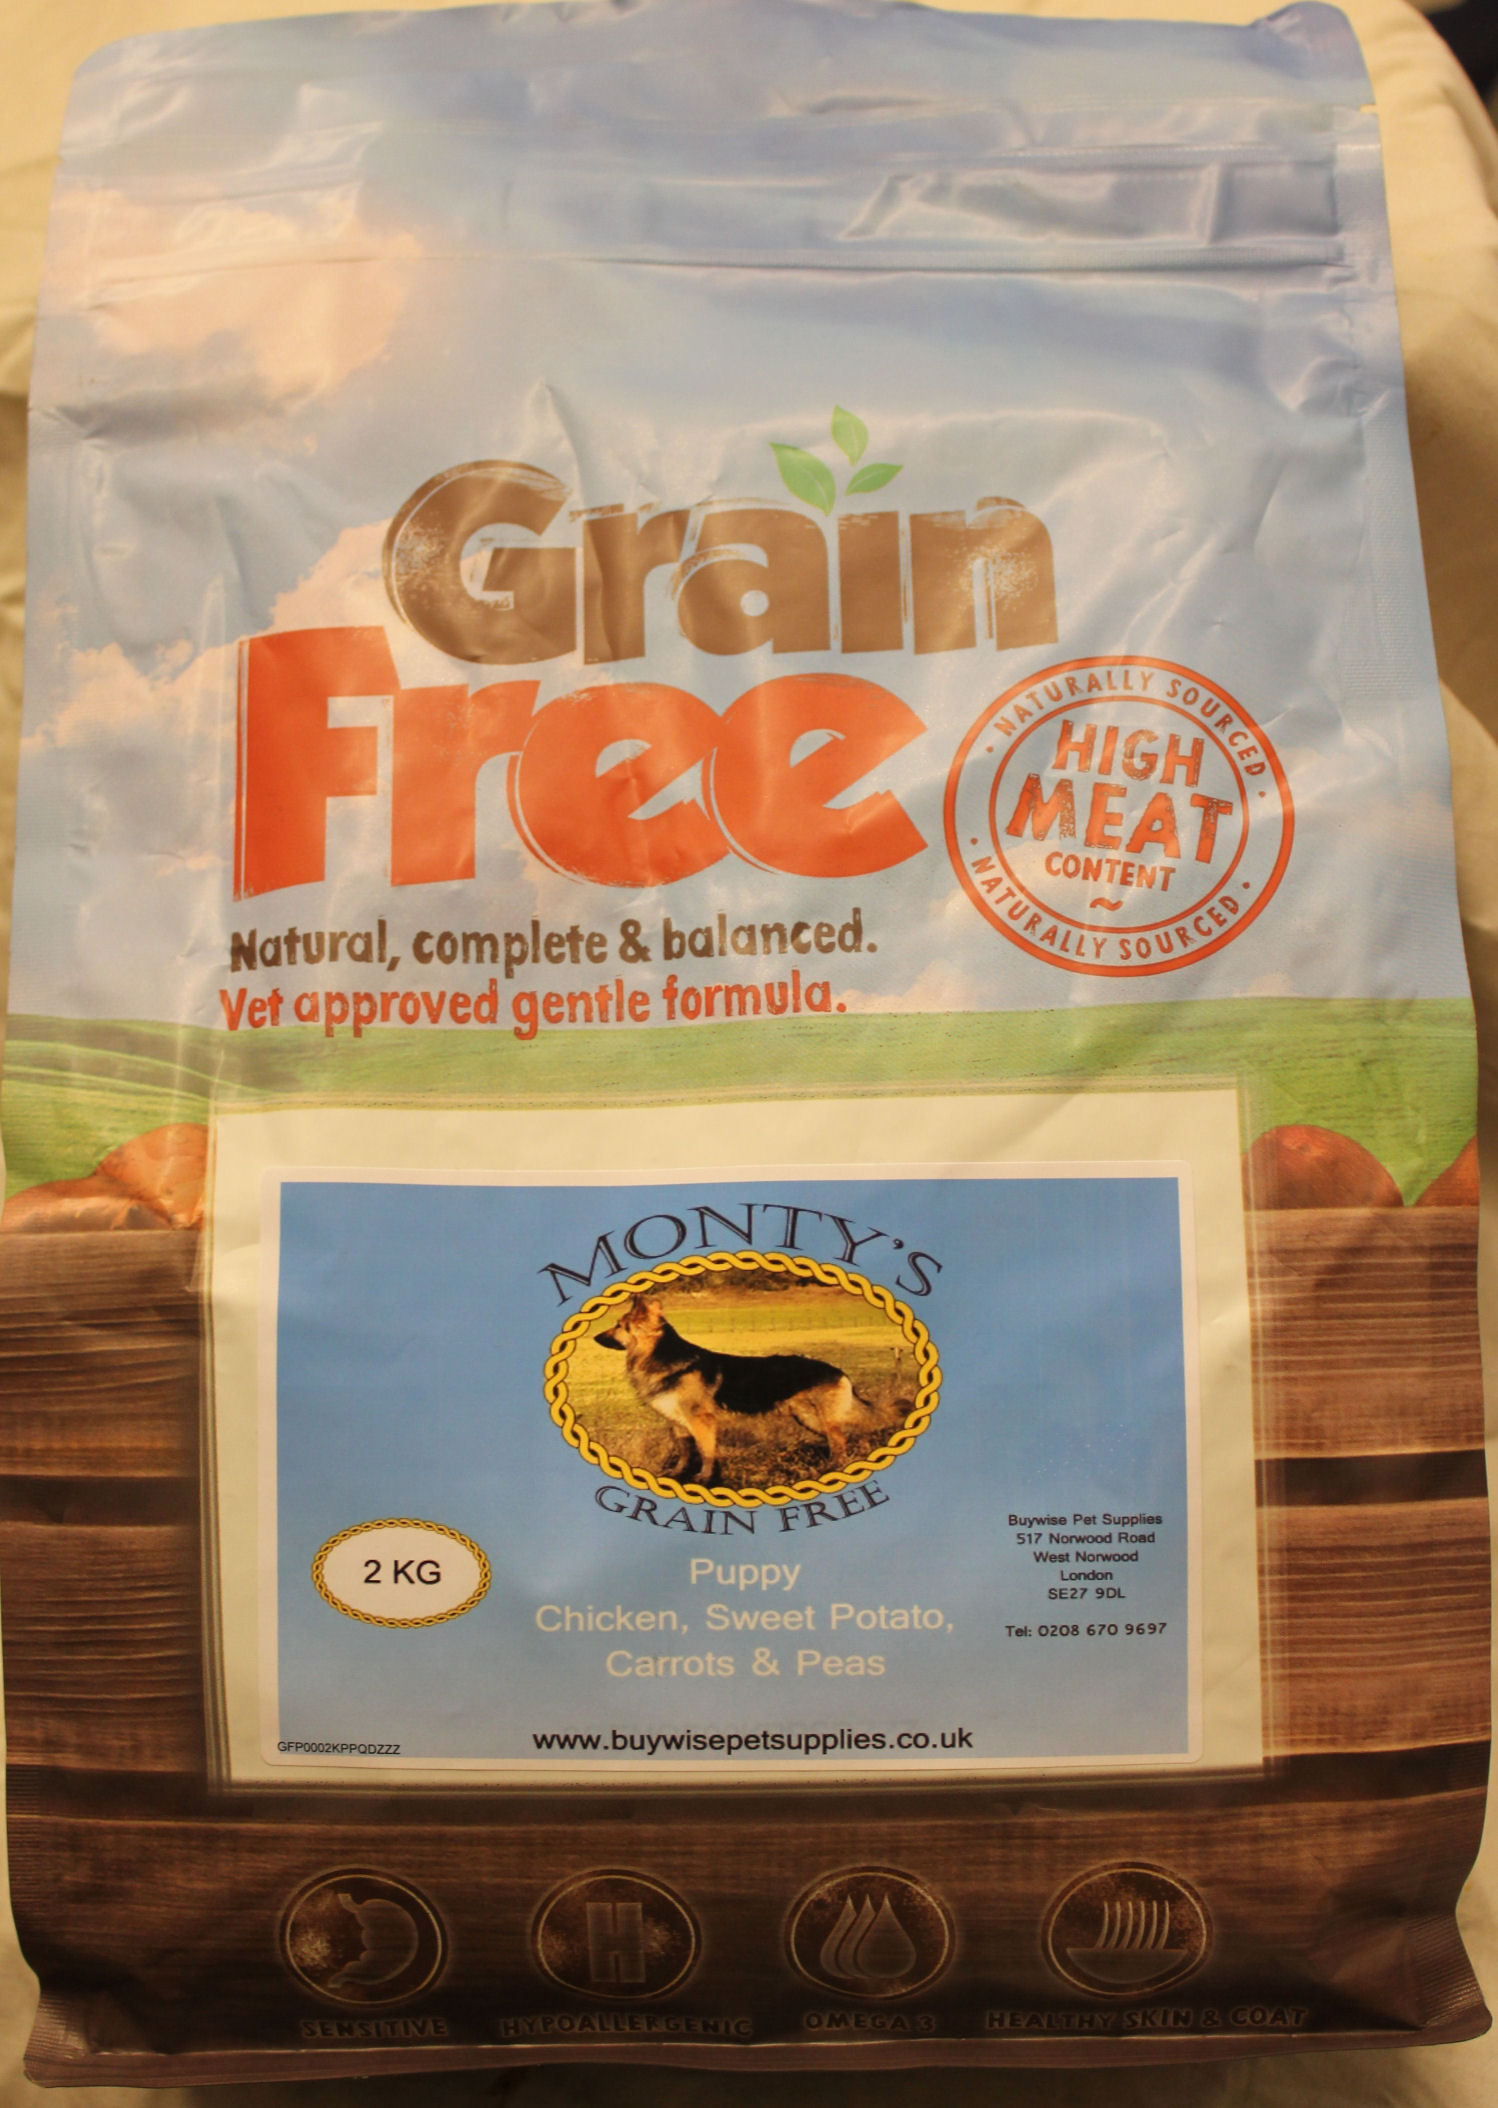 Grain
Free
NATURALLY SOURCED
HIGH
MEAT
CONTENT
NATURALLY SOURCED
Natural, complete & balanced.
Vet approved gentle formula.
MONTY'S
GRAIN FREE
2 KG
Puppy
Chicken, Sweet Potato,
Carrots & Peas
Buywise Pet Supplies
517 Norwood Road
West Norwood
London
SE27 9DL
Tel: 0208 670 9697
GFP0002KPPQDZZZ
www.buywisepetsupplies.co.uk
H
SENSITIVE
HYPOALLERGENIC
OMEGA 3
HEALTHY SKIN & COAT